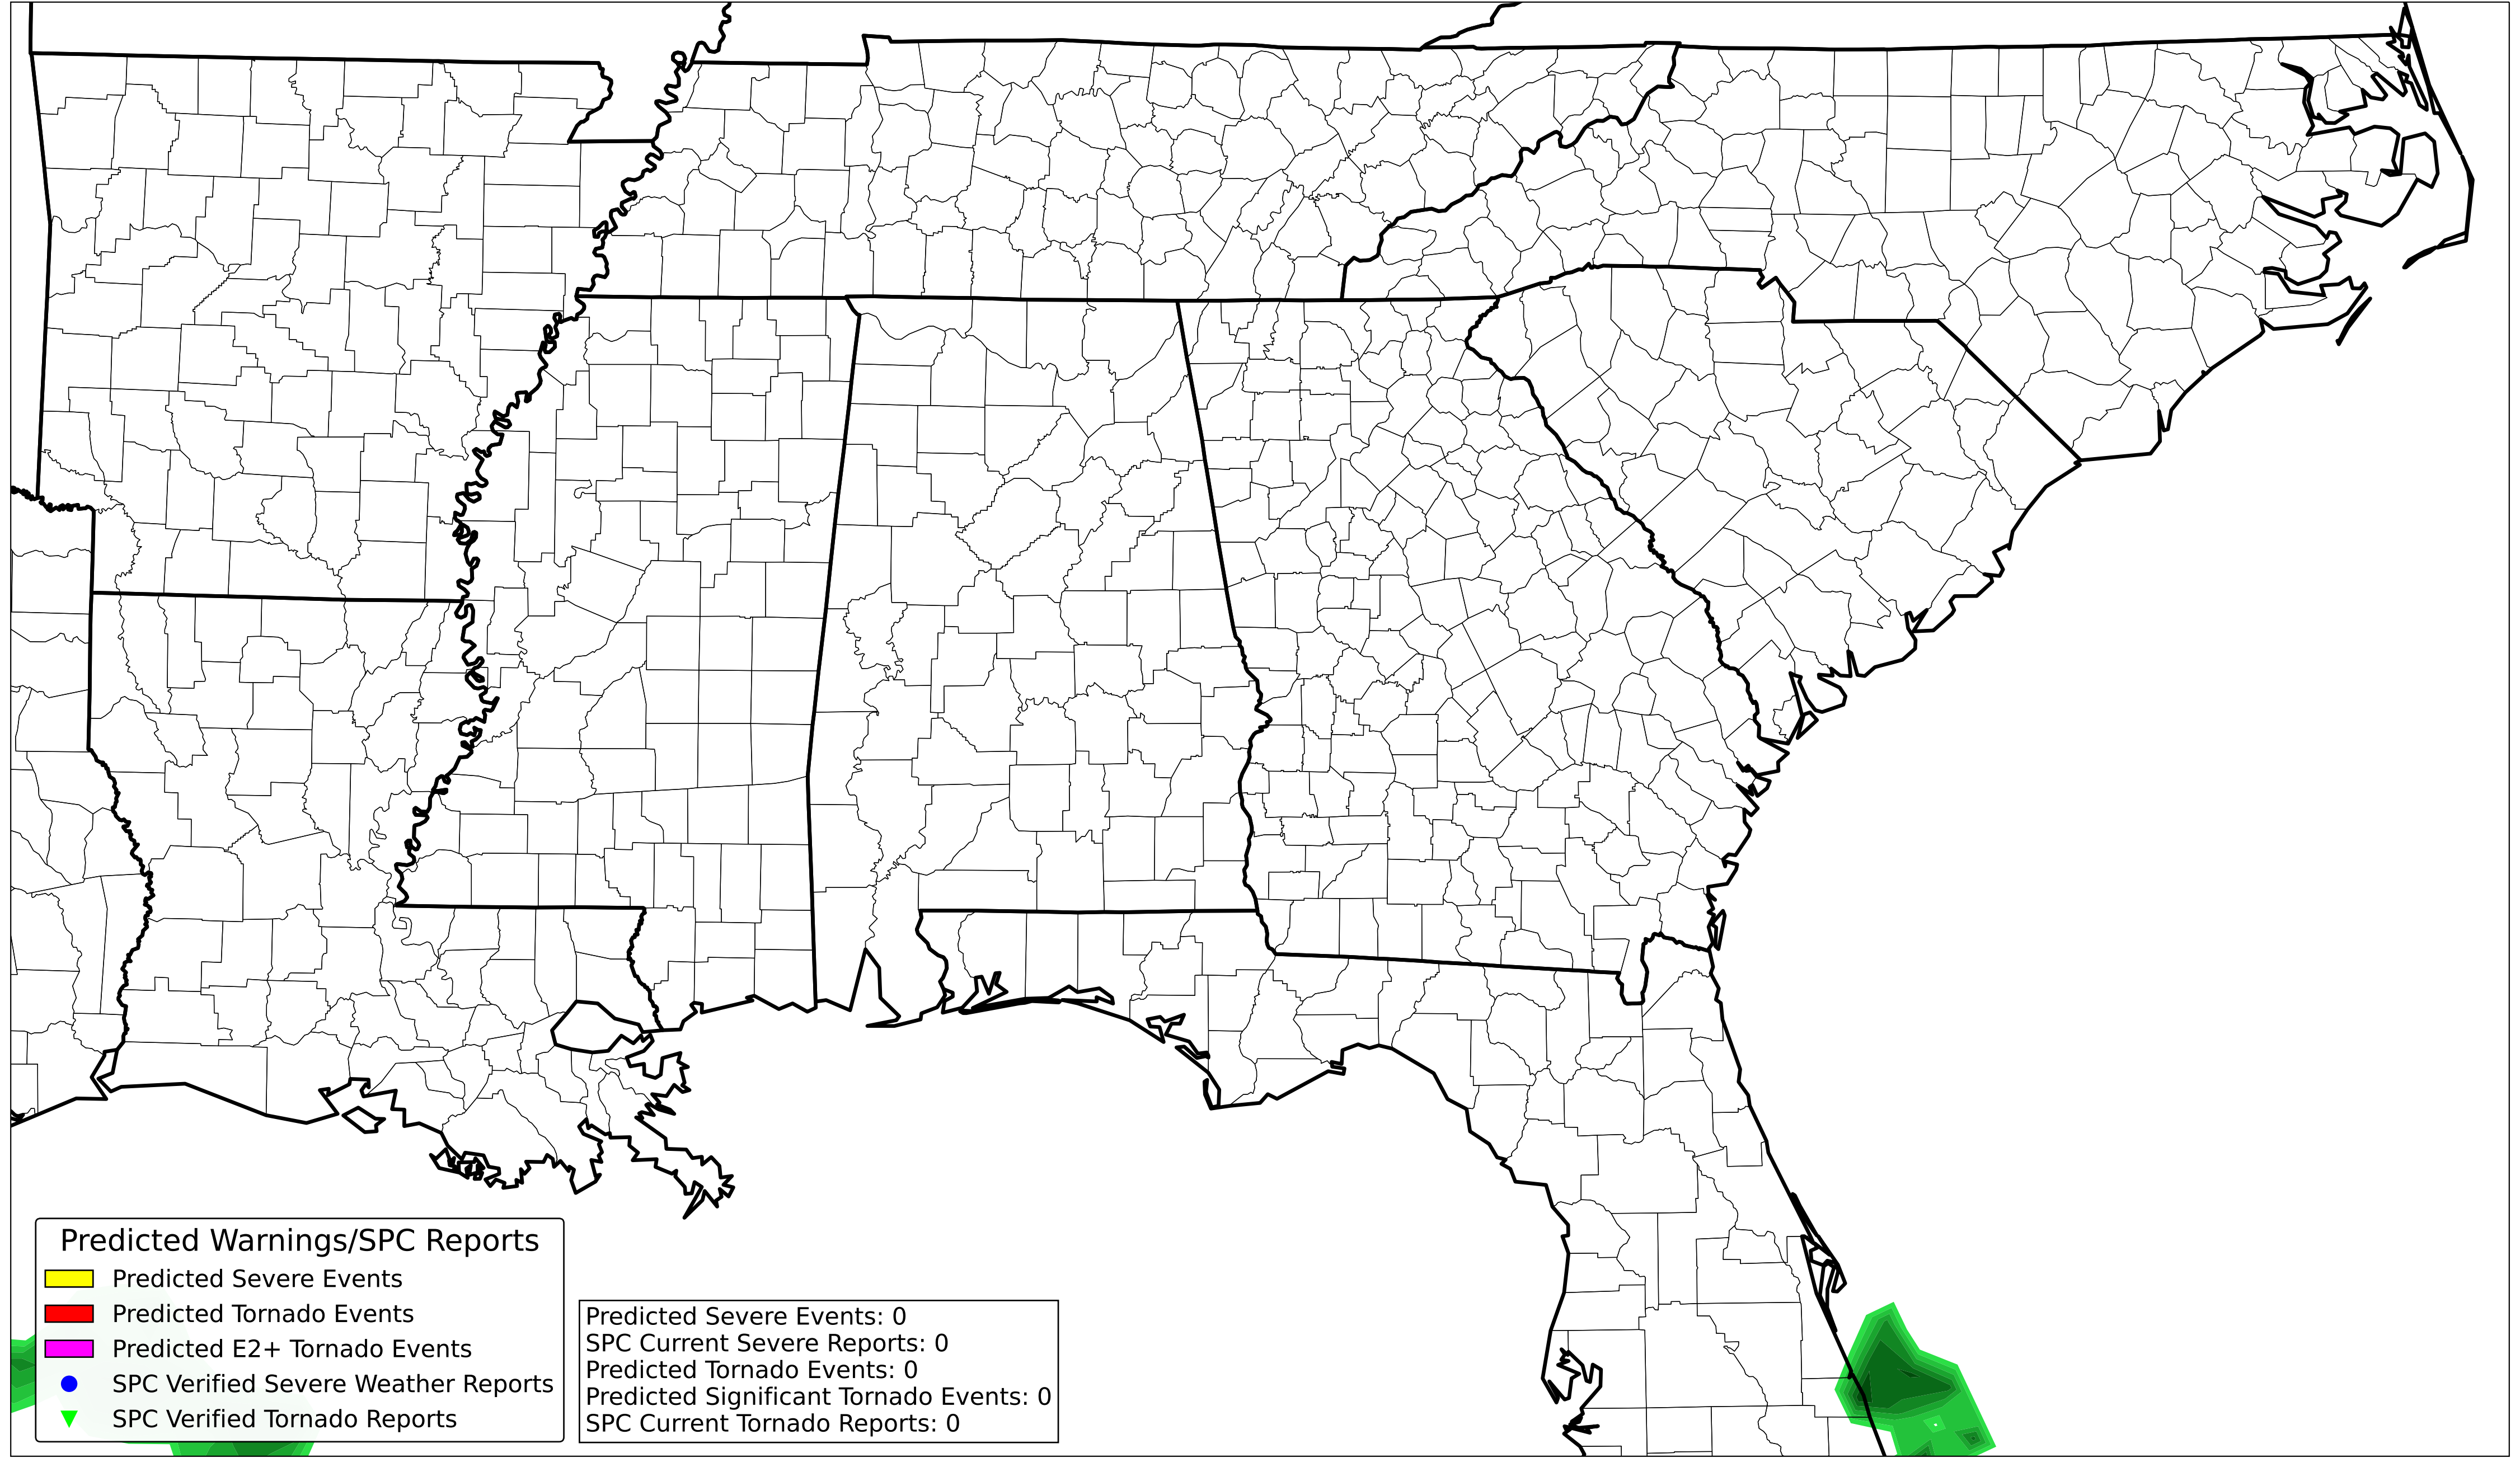 Predicted Warnings/SPC Reports
Predicted Severe Events
Predicted Tornado Events
Predicted E2+ Tornado Events
SPC Verified Severe Weather Reports
SPC Verified Tornado Reports
Predicted Severe Events: 0
SPC Current Severe Reports: 0
Predicted Tornado Events: 0
Predicted Significant Tornado Events: 0
SPC Current Tornado Reports: 0